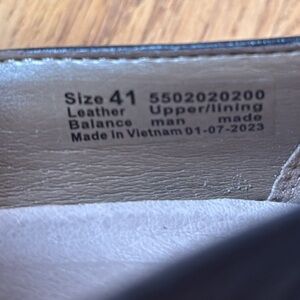 Size 41 5502020200
Leather Upper/lining
Balance man made
Made in Vietnam 01-07-2023